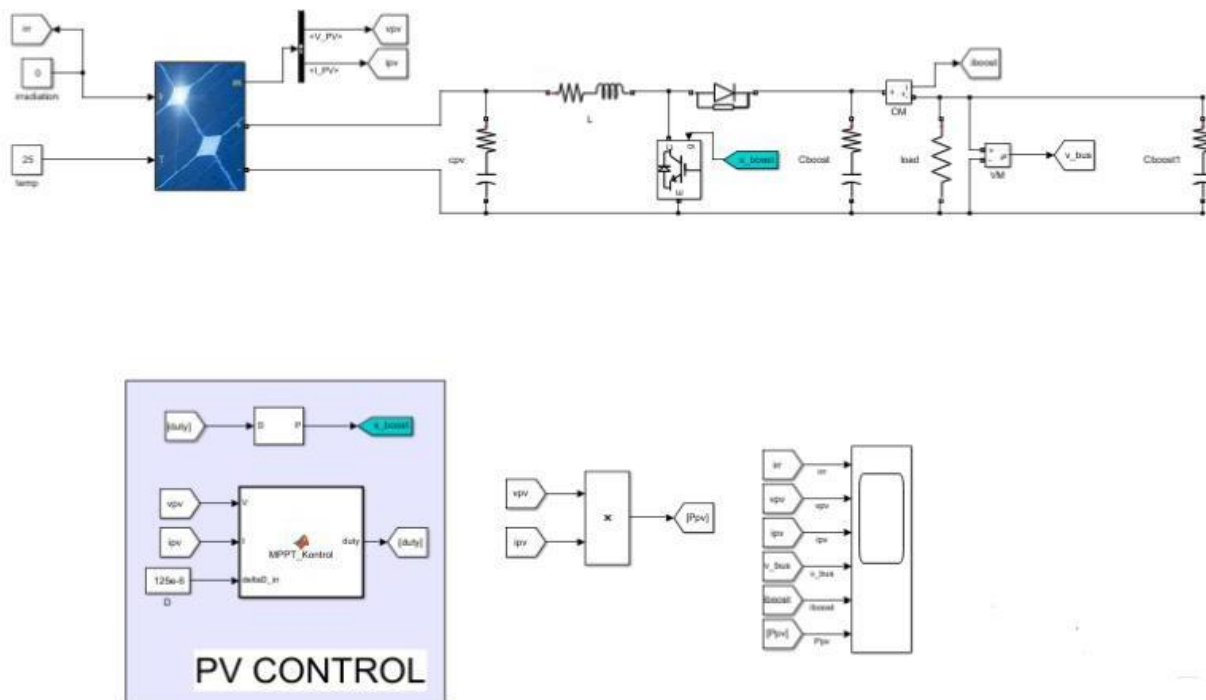 irr
<V_PV>
vpv
<I_PV>
ipv
0
irradiation
m
25
T
temp
+
-
cpv
L
g
C
E
s_boost
Cboost
CM
iboost
load
VM
v_bus
Cboost1
[duty]
D
P
s_boost
vpv
V
ipv
I
MPPT_Kontrol
duty
[duty]
125e-6
deltaD_in
D
PV CONTROL
vpv
ipv
×
[Ppv]
irr
irr
vpv
vpv
ipv
ipv
v_bus
v_bus
iboost
iboost
[Ppv]
Ppv